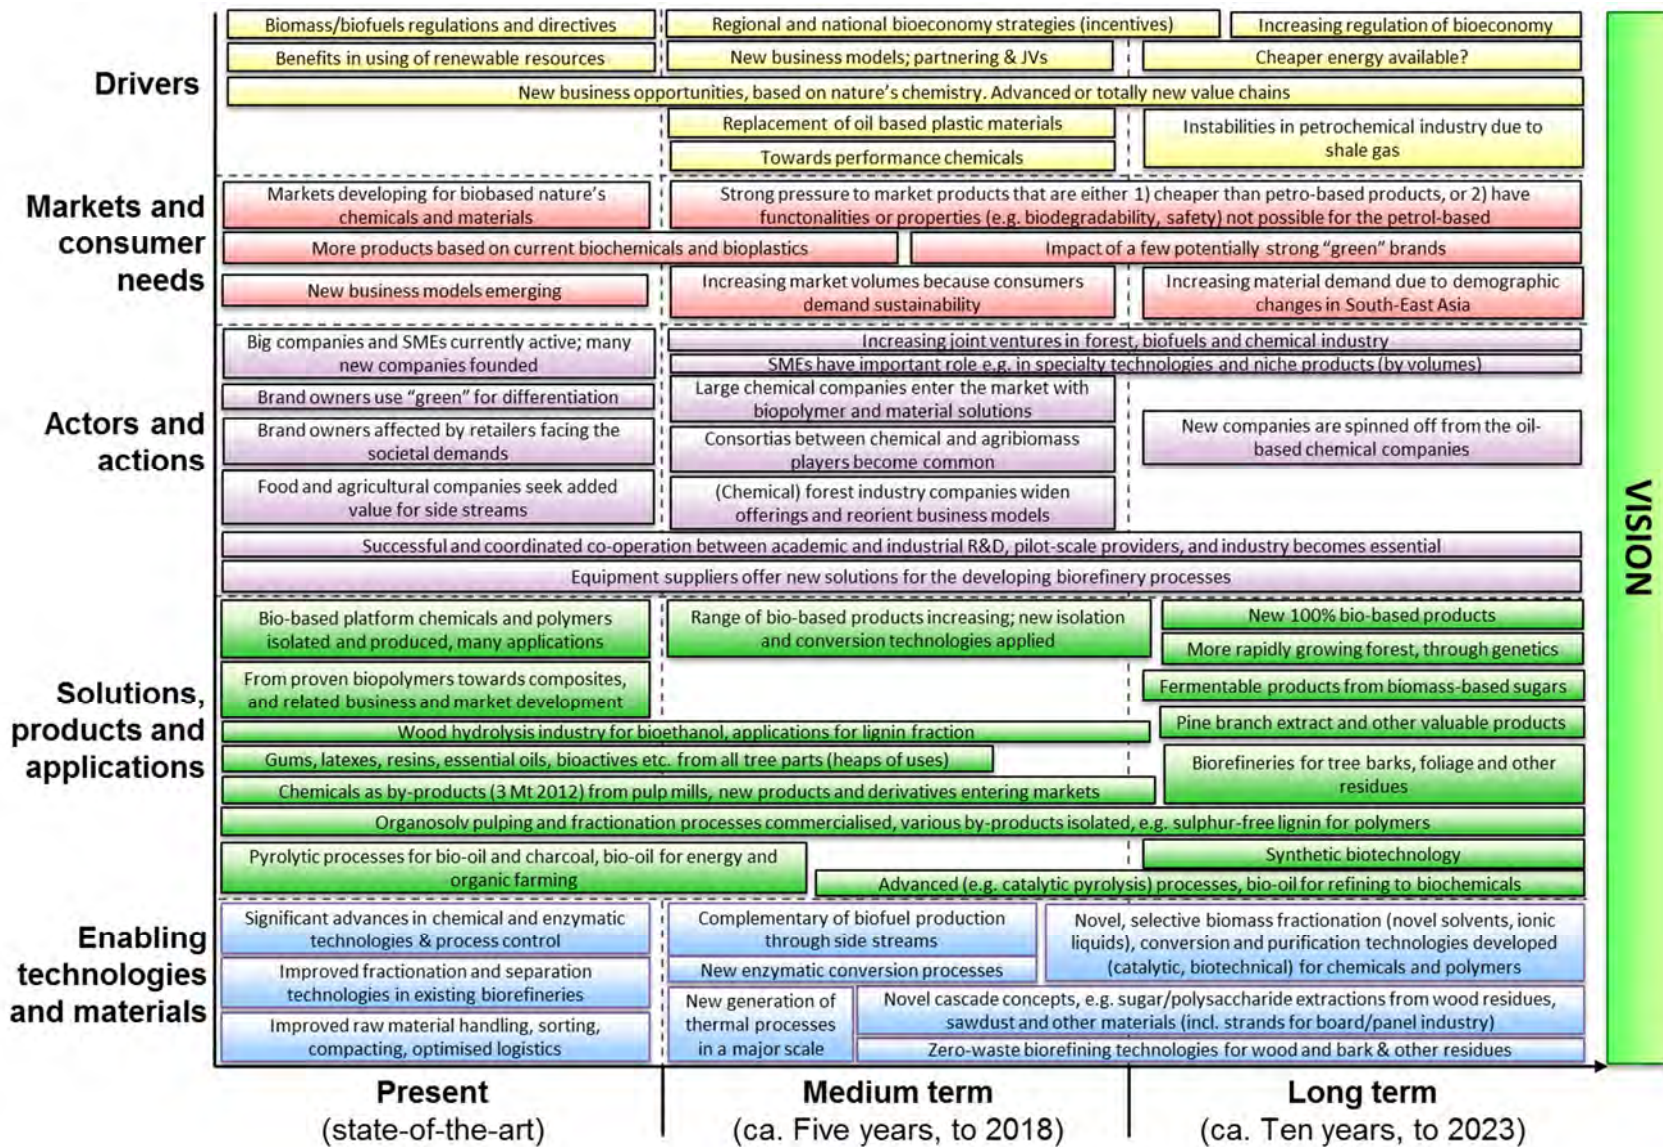 Drivers
Biomass/biofuels regulations and directives
Regional and national bioeconomy strategies (incentives)
Increasing regulation of bioeconomy
Benefits in using of renewable resources
New business models; partnering & JVs
Cheaper energy available?
New business opportunities, based on nature's chemistry. Advanced or totally new value chains
Replacement of oil based plastic materials
Towards performance chemicals
Instabilities in petrochemical industry due to
shale gas
Markets and
consumer
needs
Markets developing for biobased nature's
chemicals and materials
Strong pressure to market products that are either 1) cheaper than petro-based products, or 2) have
functonalities or properties (e.g. biodegradability, safety) not possible for the petrol-based
More products based on current biochemicals and bioplastics
Impact of a few potentially strong "green" brands
New business models emerging
Increasing market volumes because consumers
demand sustainability
Increasing material demand due to demographic
changes in South-East Asia
Actors and
actions
Big companies and SMEs currently active; many
new companies founded
Increasing joint ventures in forest, biofuels and chemical industry
SMEs have important role e.g. in specialty technologies and niche products (by volumes)
Brand owners use "green" for differentiation
Large chemical companies enter the market with
biopolymer and material solutions
Brand owners affected by retailers facing the
societal demands
Consortias between chemical and agribiomass
players become common
New companies are spinned off from the oil-
based chemical companies
Food and agricultural companies seek added
value for side streams
(Chemical) forest industry companies widen
offerings and reorient business models
Successful and coordinated co-operation between academic and industrial R&D, pilot-scale providers, and industry becomes essential
Equipment suppliers offer new solutions for the developing biorefinery processes
Solutions,
products and
applications
Bio-based platform chemicals and polymers
isolated and produced, many applications
Range of bio-based products increasing; new isolation
and conversion technologies applied
New 100% bio-based products
More rapidly growing forest, through genetics
From proven biopolymers towards composites,
and related business and market development
Fermentable products from biomass-based sugars
Wood hydrolysis industry for bioethanol, applications for lignin fraction
Pine branch extract and other valuable products
Gums, latexes, resins, essential oils, bioactives etc. from all tree parts (heaps of uses)
Biorefineries for tree barks, foliage and other
residues
Chemicals as by-products (3 Mt 2012) from pulp mills, new products and derivatives entering markets
Organosolv pulping and fractionation processes commercialised, various by-products isolated, e.g. sulphur-free lignin for polymers
Pyrolytic processes for bio-oil and charcoal, bio-oil for energy and
organic farming
Synthetic biotechnology
Advanced (e.g. catalytic pyrolysis) processes, bio-oil for refining to biochemicals
Enabling
technologies
and materials
Significant advances in chemical and enzymatic
technologies & process control
Complementary of biofuel production
through side streams
Novel, selective biomass fractionation (novel solvents, ionic
liquids), conversion and purification technologies developed
(catalytic, biotechnical) for chemicals and polymers
Improved fractionation and separation
technologies in existing biorefineries
New enzymatic conversion processes
New generation of
thermal processes
in a major scale
Novel cascade concepts, e.g. sugar/polysaccharide extractions from wood residues,
sawdust and other materials (incl. strands for board/panel industry)
Improved raw material handling, sorting,
compacting, optimised logistics
Zero-waste biorefining technologies for wood and bark & other residues
VISION
Present
(state-of-the-art)
Medium term
(ca. Five years, to 2018)
Long term
(ca. Ten years, to 2023)